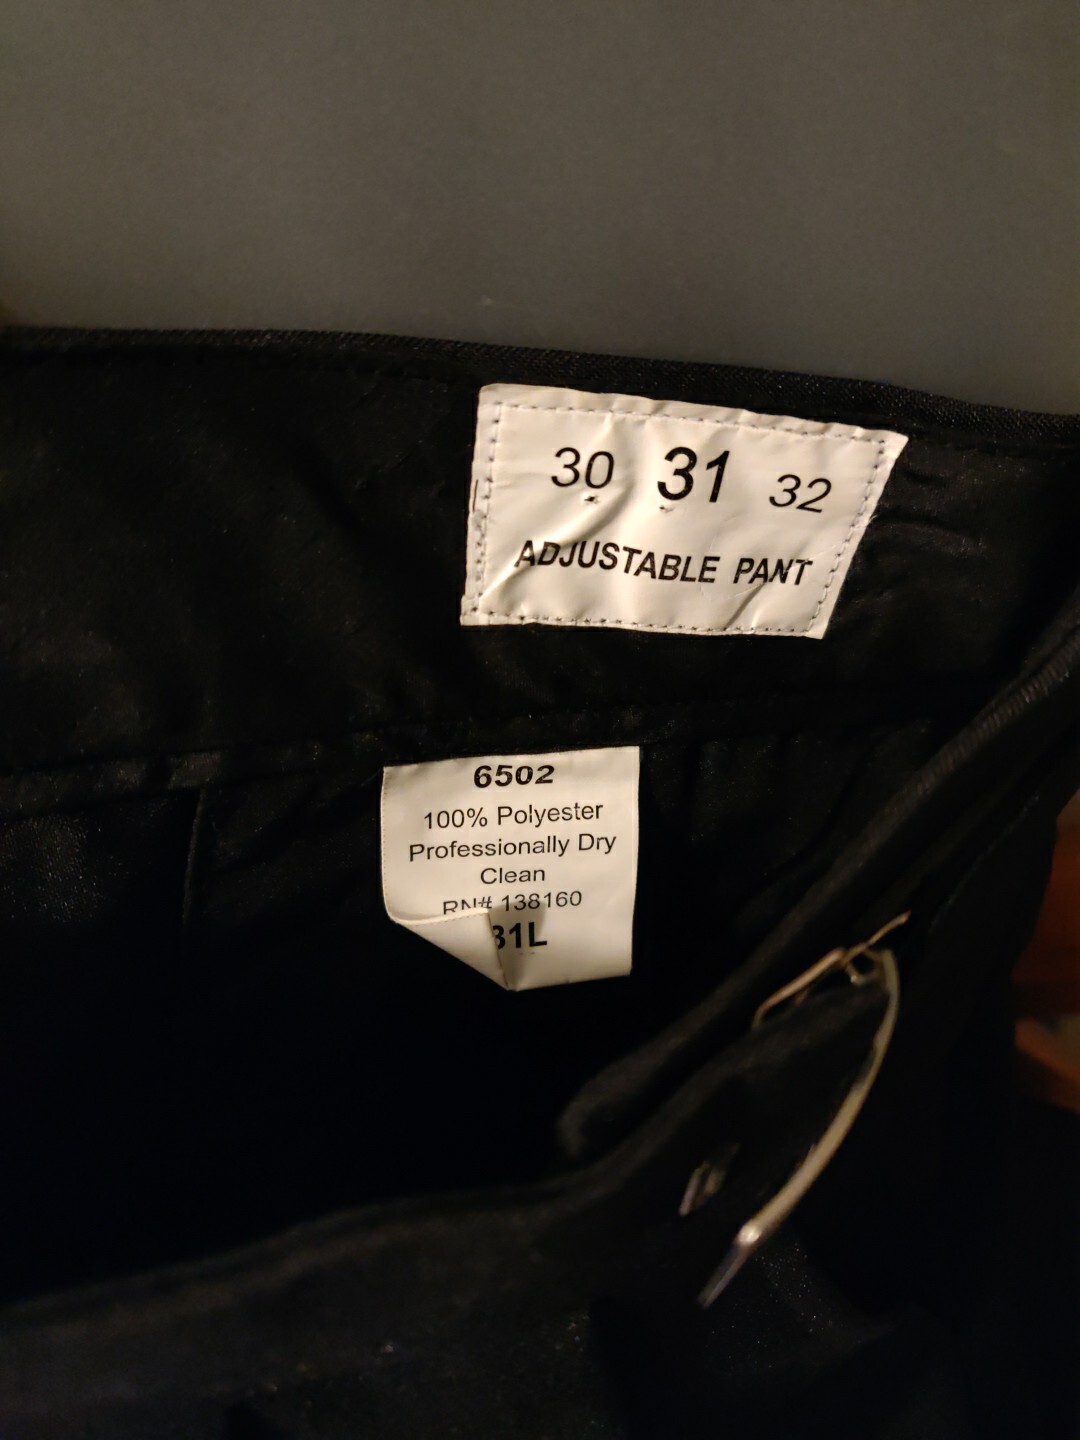 30 31 32
ADJUSTABLE PANT
6502
100% Polyester
Professionally Dry
Clean
RN# 138160
31L